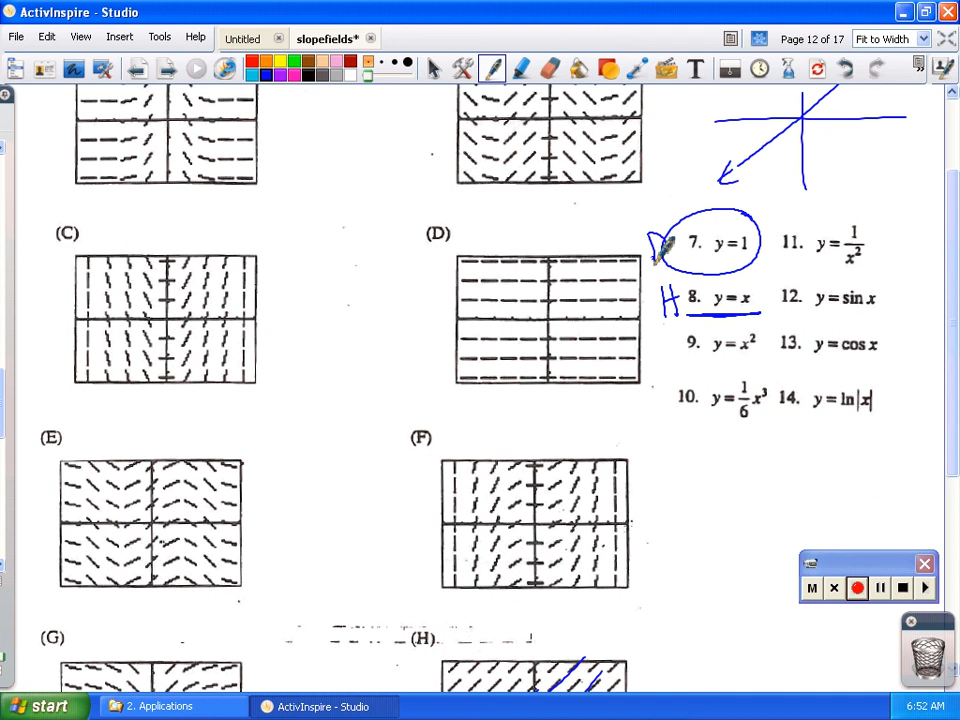 ActivInspire - Studio
File Edit View Insert Tools Help
Untitled
slopefields*
Page 12 of 17
Fit to Width
(C)
(D)
D 7. y=1
11. y=1/x²
H 8. y=x
12. y=sin x
9. y=x²
13. y=cos x
10. y=1/6x³
14. y=ln|x|
(E)
(F)
(G)
(H)
M
start
2. Applications
ActivInspire - Studio
6:52 AM